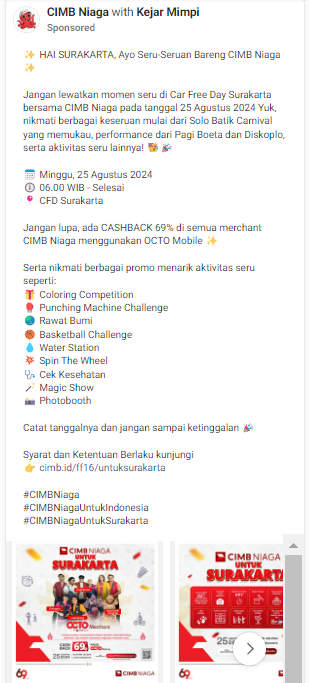 CIMB Niaga with Kejar Mimpi
Sponsored
✨ HAI SURAKARTA, Ayo Seru-Seruan Bareng CIMB Niaga
✨
Jangan lewatkan momen seru di Car Free Day Surakarta
bersama CIMB Niaga pada tanggal 25 Agustus 2024 Yuk,
nikmati berbagai keseruan mulai dari Solo Batik Carnival
yang memukau, performance dari Pagi Boeta dan Diskoplo,
serta aktivitas seru lainnya! 🥳 🎉
🗓️ Minggu, 25 Agustus 2024
🕕 06.00 WIB - Selesai
📍 CFD Surakarta
Jangan lupa, ada CASHBACK 69% di semua merchant
CIMB Niaga menggunakan OCTO Mobile ✨
Serta nikmati berbagai promo menarik aktivitas seru
seperti:
🎁 Coloring Competition
🥊 Punching Machine Challenge
🌏 Rawat Bumi
🏀 Basketball Challenge
💧 Water Station
💥 Spin The Wheel
🩺 Cek Kesehatan
🪄 Magic Show
📸 Photobooth
Catat tanggalnya dan jangan sampai ketinggalan 🎉
Syarat dan Ketentuan Berlaku kunjungi
👉 cimb.id/ff16/untuksurakarta
#CIMBNiaga
#CIMBNiagaUntukIndonesia
#CIMBNiagaUntukSurakarta
CIMB NIAGA
UNTUK
SURAKARTA
OCTO Merchant
69%
25
69
CIMB NIAGA
CIMB NIAGA
UNTUK
SURAKARTA
25
69
CIMB NIAGA